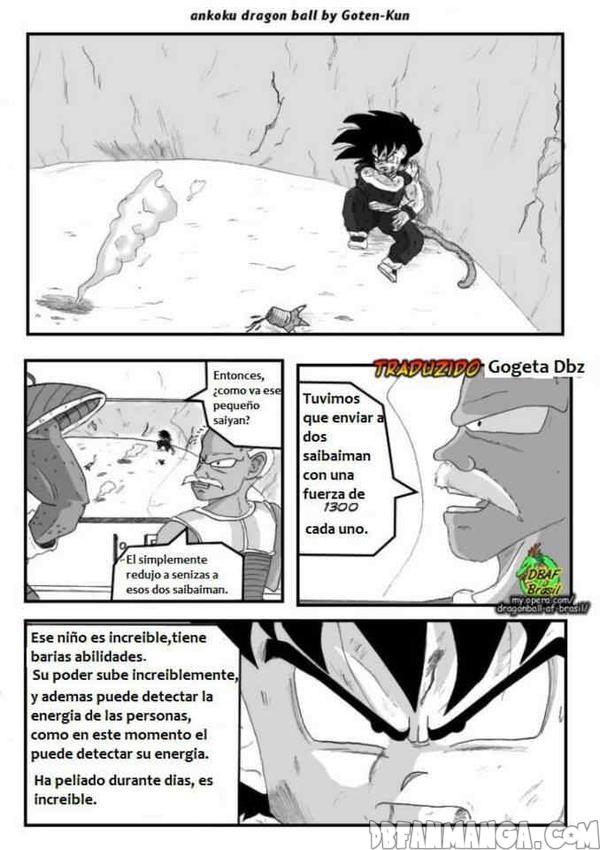 ankoku dragon ball by Goten-Kun
Entonces,
¿como va ese
pequeño
saiyan?
El simplemente
redujo a senizas a
esos dos saibaiman.
TRADUZIDO Gogeta Dbz
Tuvimos
que enviar a
dos
saibaiman
con una
fuerza de
1300
cada uno.
DBAF
Brasil
my.opera.com/
dragonball-af-brasil/
Ese niño es increible,tiene
barias abilidades.
Su poder sube increiblemente,
y ademas puede detectar la
energia de las personas,
como en este momento el
puede detectar su energia.
Ha peliado durante dias, es
increible.
DBFANMANGA.COM